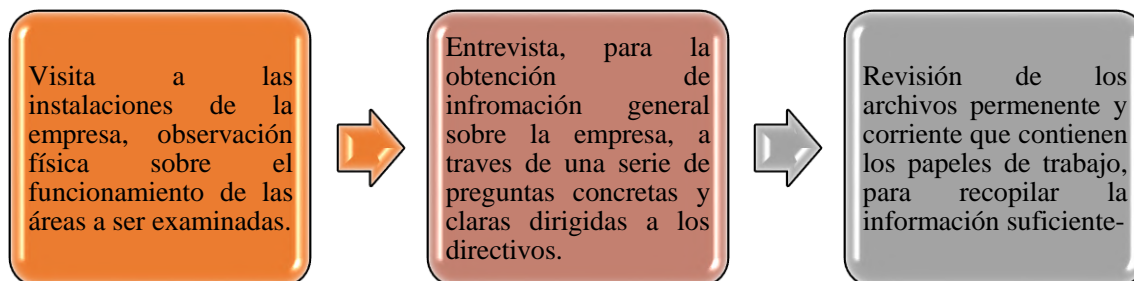 Visita a las
instalaciones de la
empresa, observación
física sobre el
funcionamiento de las
áreas a ser examinadas.
Entrevista, para la
obtención de
infromación general
sobre la empresa, a
traves de una serie de
preguntas concretas y
claras dirigidas a los
directivos.
Revisión de los
archivos permenente y
corriente que contienen
los papeles de trabajo,
para recopilar la
información suficiente-